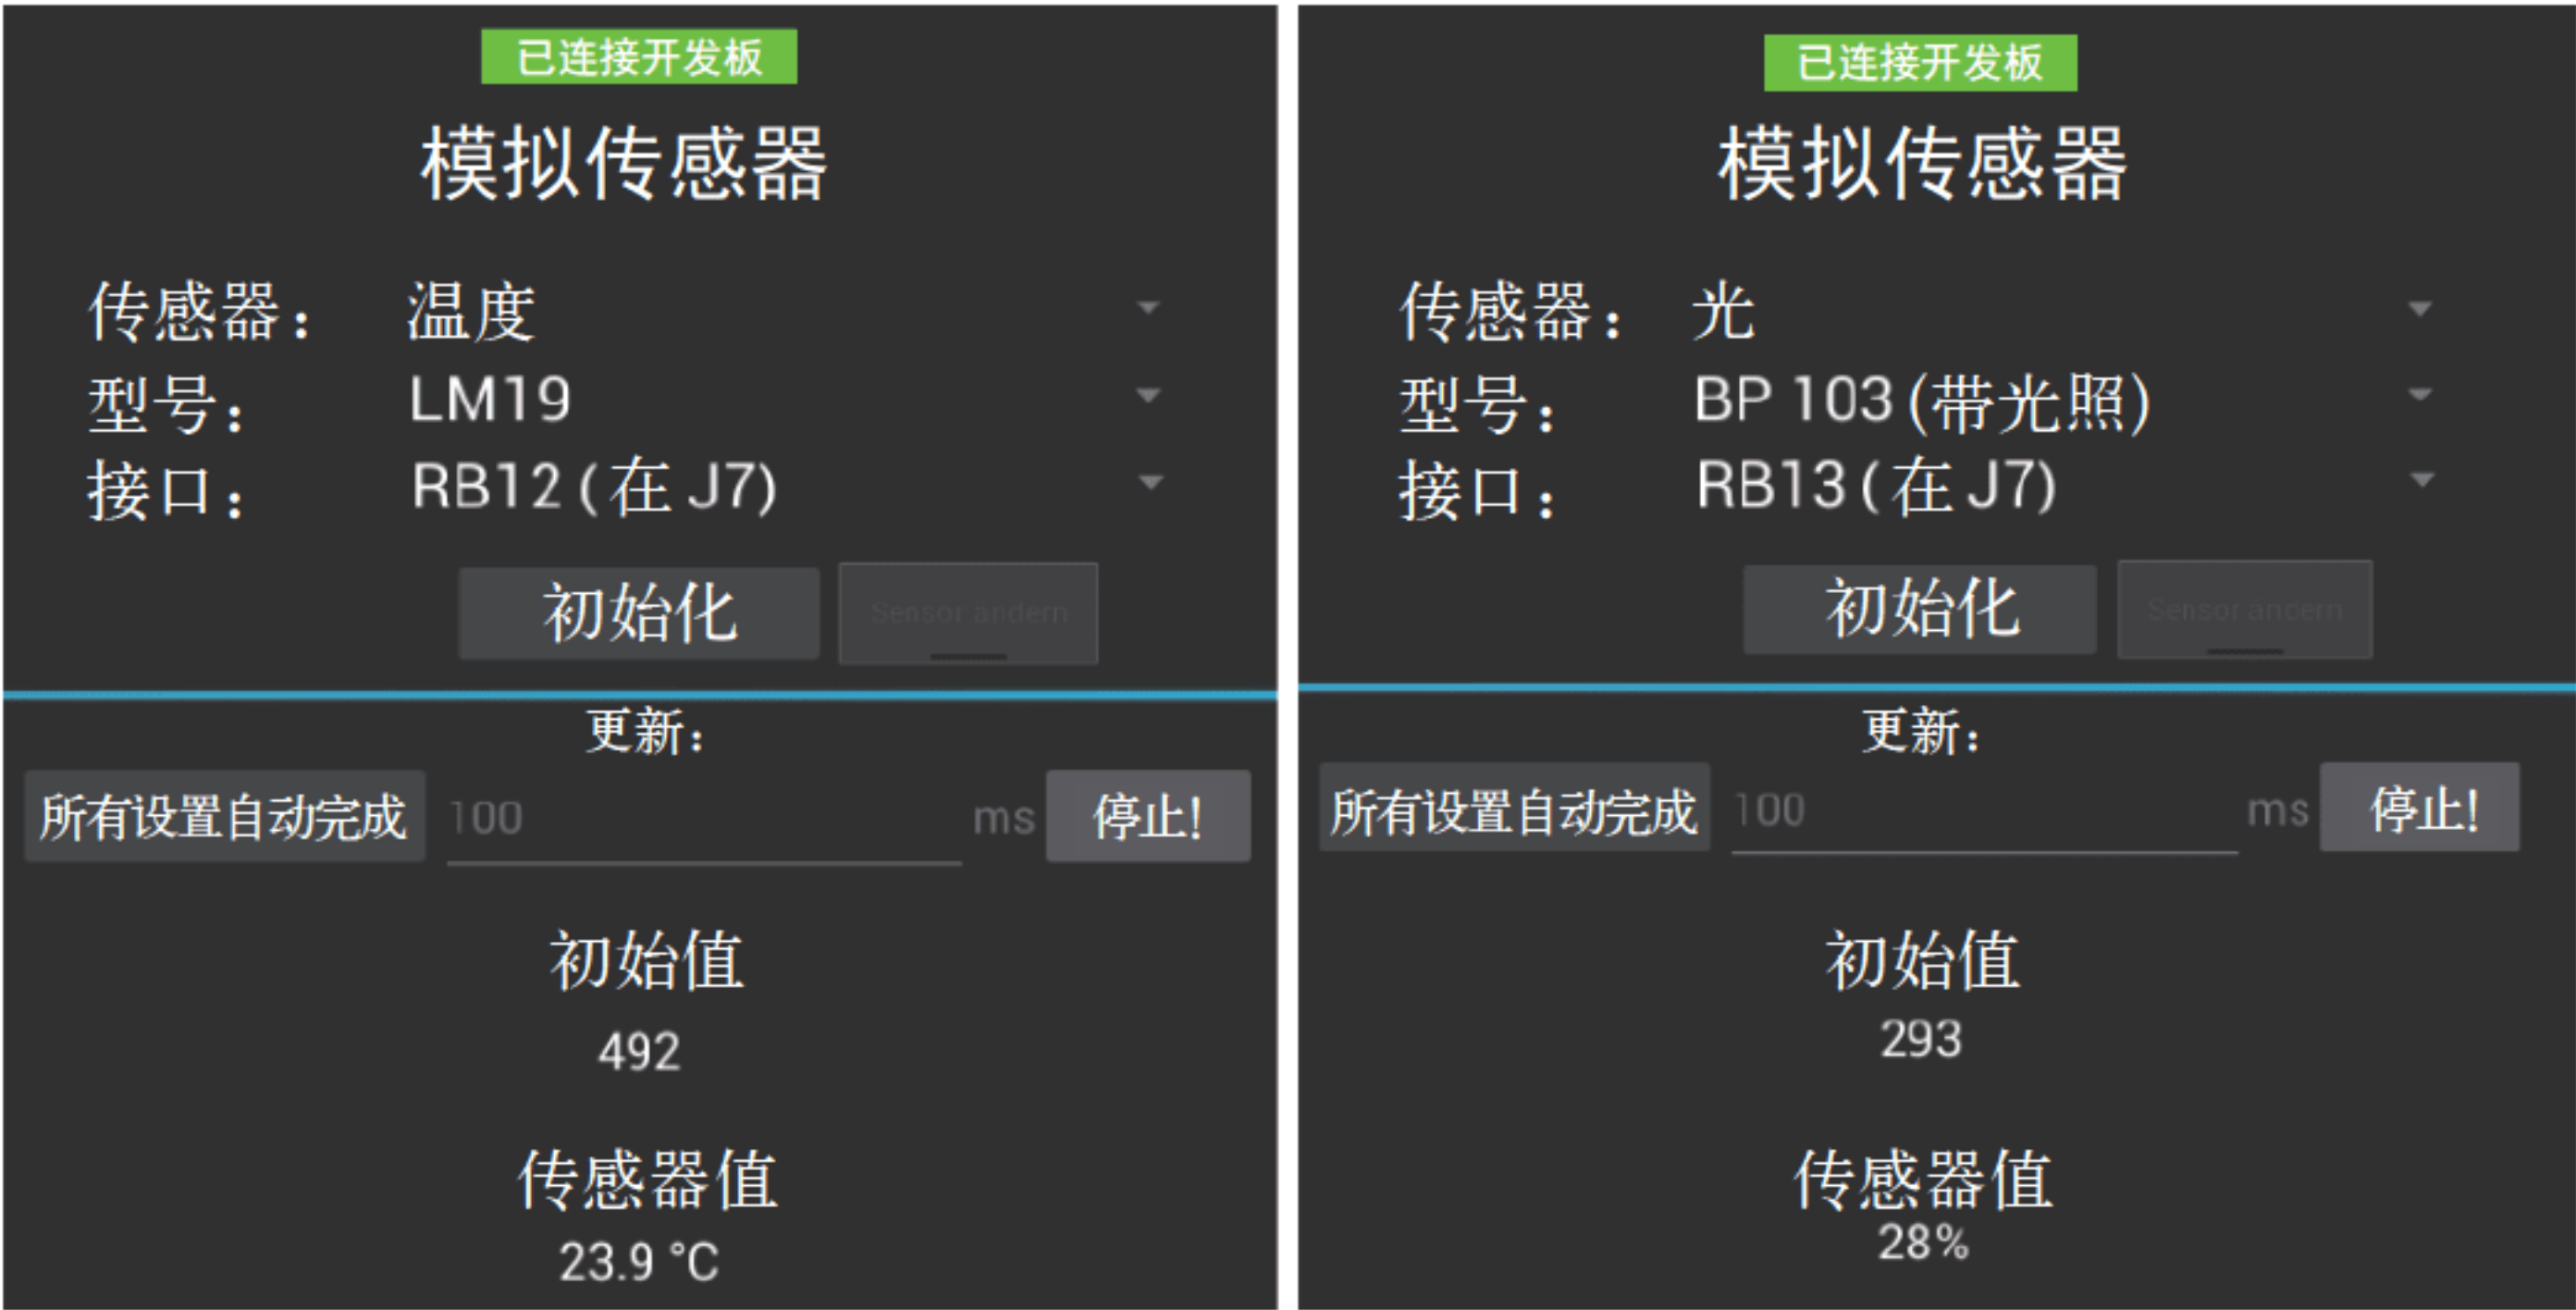 已连接开发板
模拟传感器
传感器： 温度
型号： LM19
接口： RB12 (在 J7)
初始化 Sensor ändern
更新：
所有设置自动完成 100 ms 停止!
初始值
492
传感器值
23.9 °C
已连接开发板
模拟传感器
传感器： 光
型号： BP 103 (带光照)
接口： RB13 (在 J7)
初始化 Sensor ändern
更新：
所有设置自动完成 100 ms 停止!
初始值
293
传感器值
28%